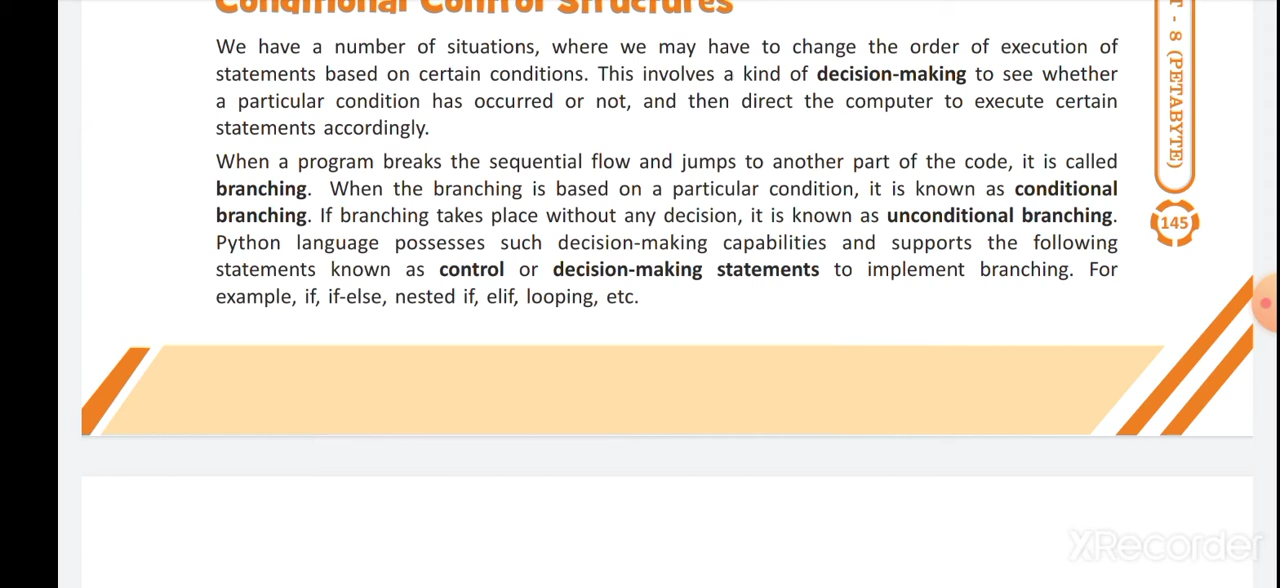 Conditional Control Structures
We have a number of situations, where we may have to change the order of execution of
statements based on certain conditions. This involves a kind of decision-making to see whether
a particular condition has occurred or not, and then direct the computer to execute certain
statements accordingly.
When a program breaks the sequential flow and jumps to another part of the code, it is called
branching. When the branching is based on a particular condition, it is known as conditional
branching. If branching takes place without any decision, it is known as unconditional branching.
Python language possesses such decision-making capabilities and supports the following
statements known as control or decision-making statements to implement branching. For
example, if, if-else, nested if, elif, looping, etc.
T - 8 (PETABYTE)
145
XRecorder